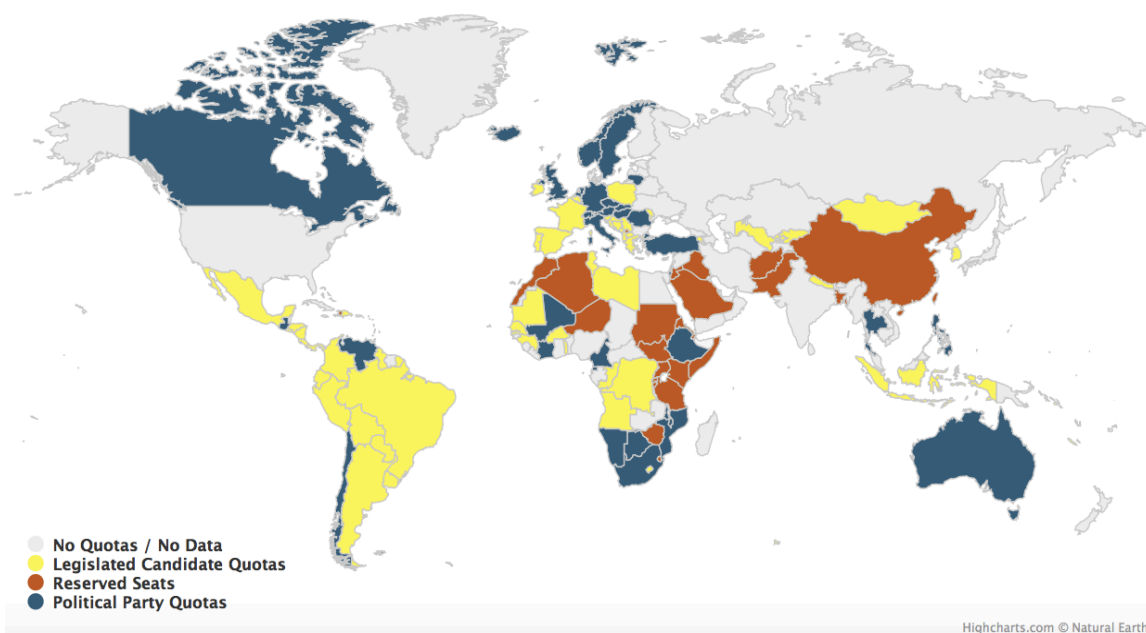 No Quotas / No Data
Legislated Candidate Quotas
Reserved Seats
Political Party Quotas
Highcharts.com © Natural Earth